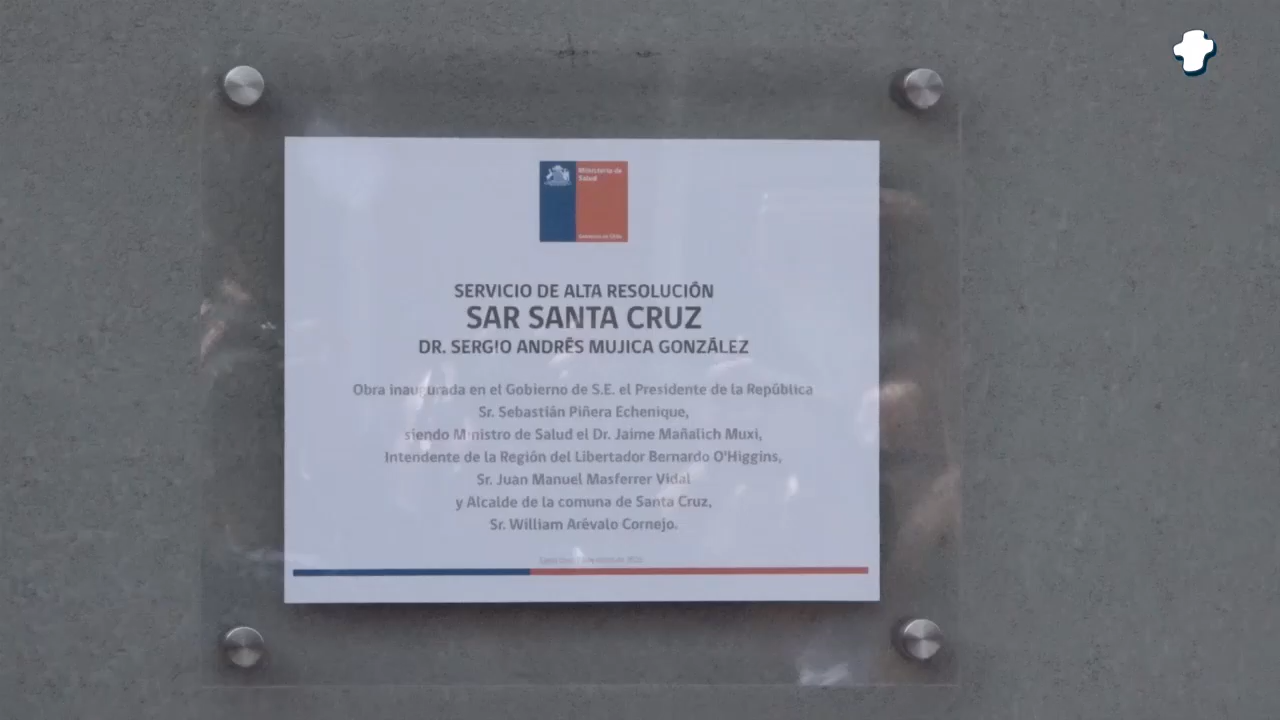 Ministerio de
Salud
Gobierno de Chile
SERVICIO DE ALTA RESOLUCIÓN
SAR SANTA CRUZ
DR. SERGIO ANDRÉS MUJICA GONZÁLEZ
Obra inaugurada en el Gobierno de S.E. el Presidente de la República
Sr. Sebastián Piñera Echenique,
siendo Ministro de Salud el Dr. Jaime Mañalich Muxi,
Intendente de la Región del Libertador Bernardo O'Higgins,
Sr. Juan Manuel Masferrer Vidal
y Alcalde de la comuna de Santa Cruz,
Sr. William Arévalo Cornejo.